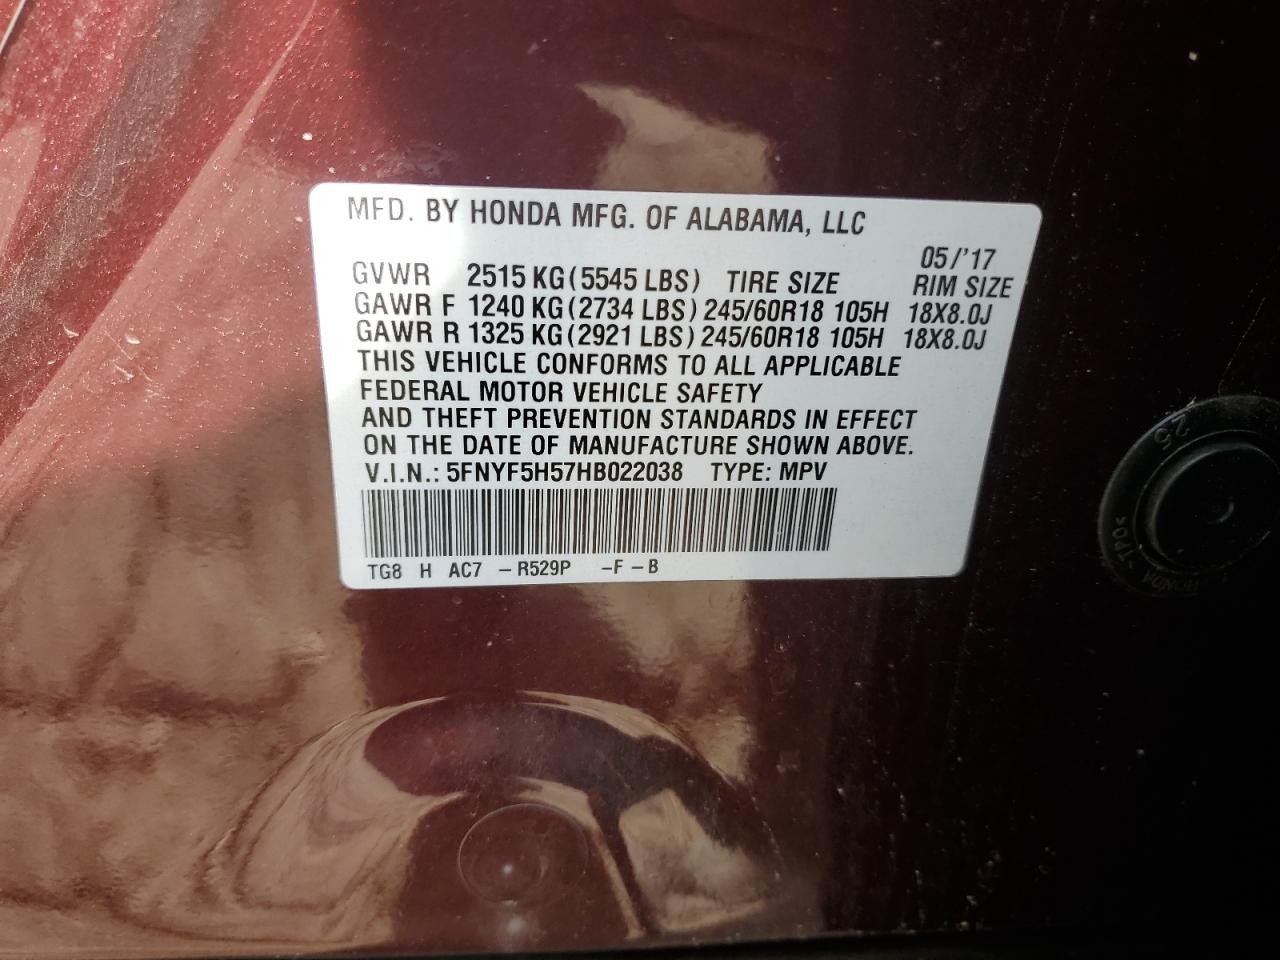 MFD. BY HONDA MFG. OF ALABAMA, LLC
05/'17
GVWR 2515 KG (5545 LBS) TIRE SIZE RIM SIZE
GAWR F 1240 KG (2734 LBS) 245/60R18 105H 18X8.0J
GAWR R 1325 KG (2921 LBS) 245/60R18 105H 18X8.0J
THIS VEHICLE CONFORMS TO ALL APPLICABLE
FEDERAL MOTOR VEHICLE SAFETY
AND THEFT PREVENTION STANDARDS IN EFFECT
ON THE DATE OF MANUFACTURE SHOWN ABOVE.
V.I.N.: 5FNYF5H57HB022038 TYPE: MPV
TG8 H AC7 -R529P -F -B
25
HONDA